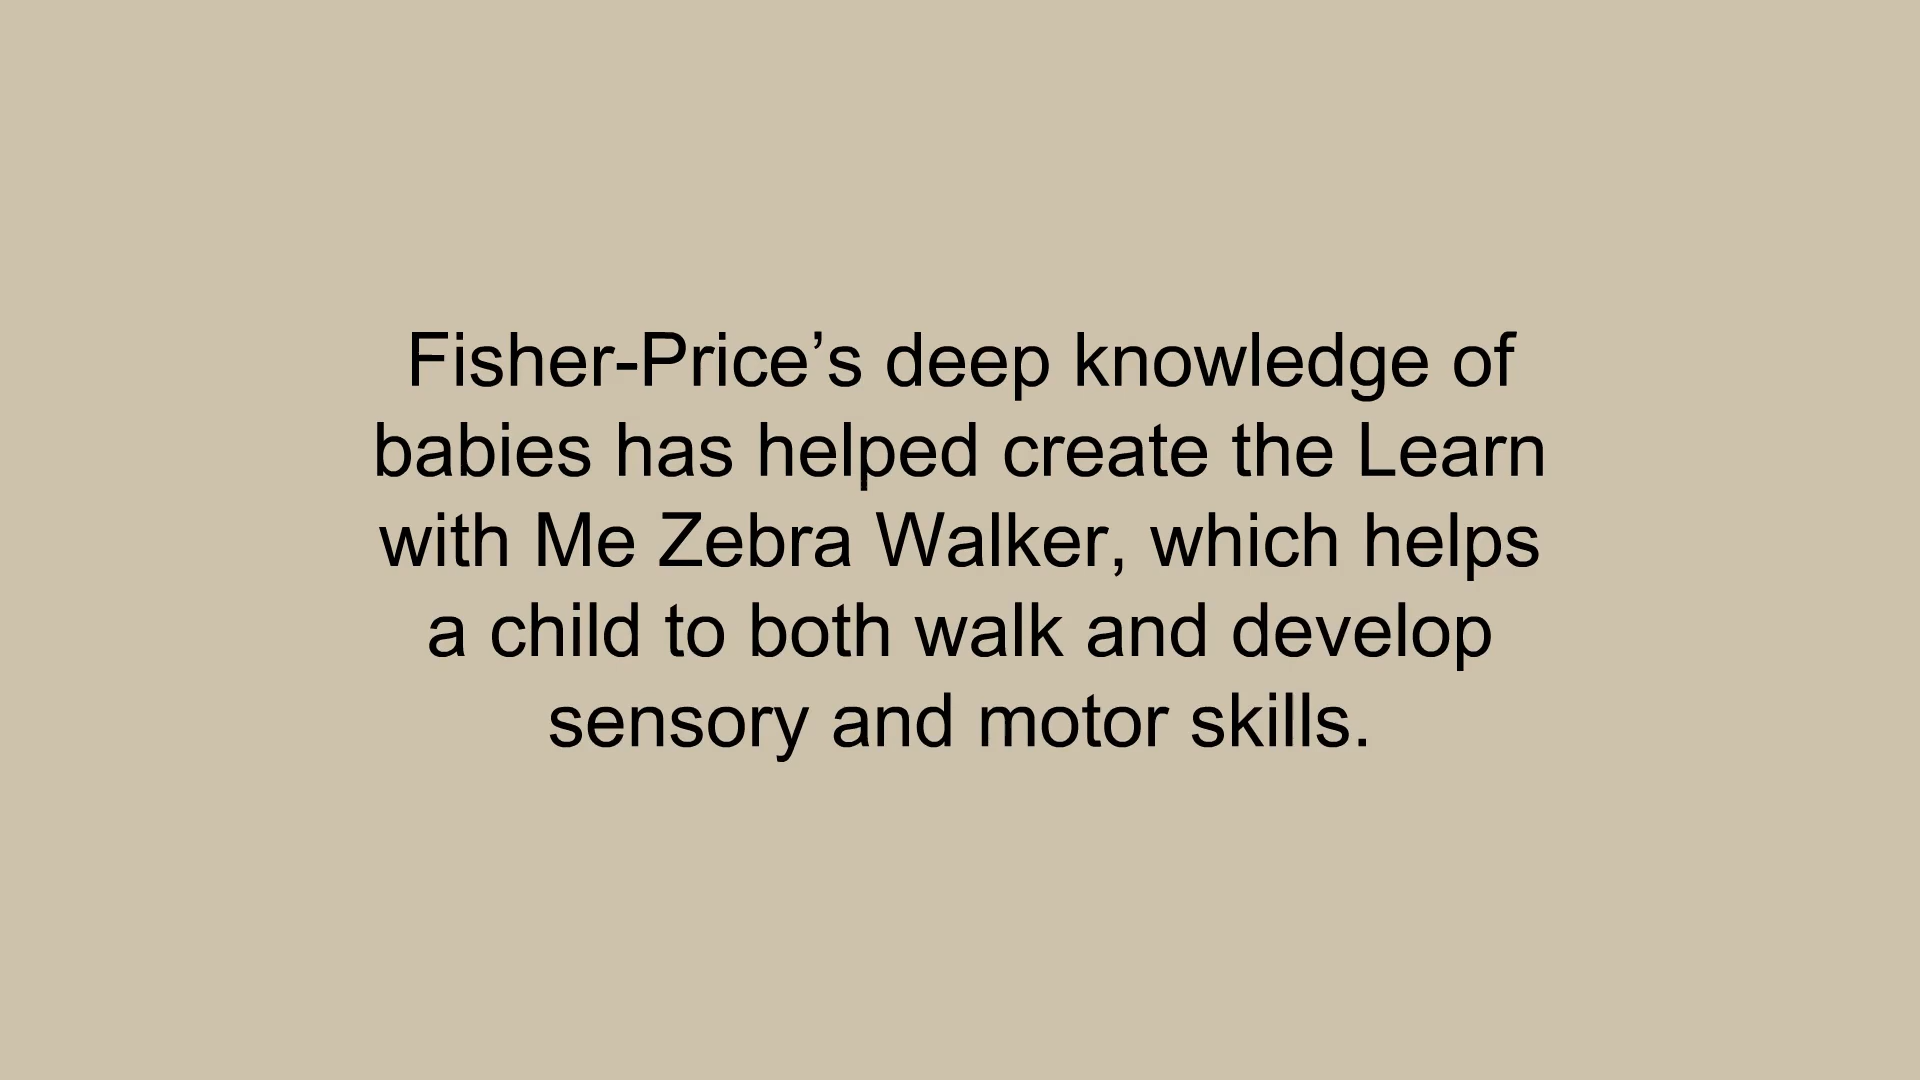 Fisher-Price’s deep knowledge of
babies has helped create the Learn
with Me Zebra Walker, which helps
a child to both walk and develop
sensory and motor skills.